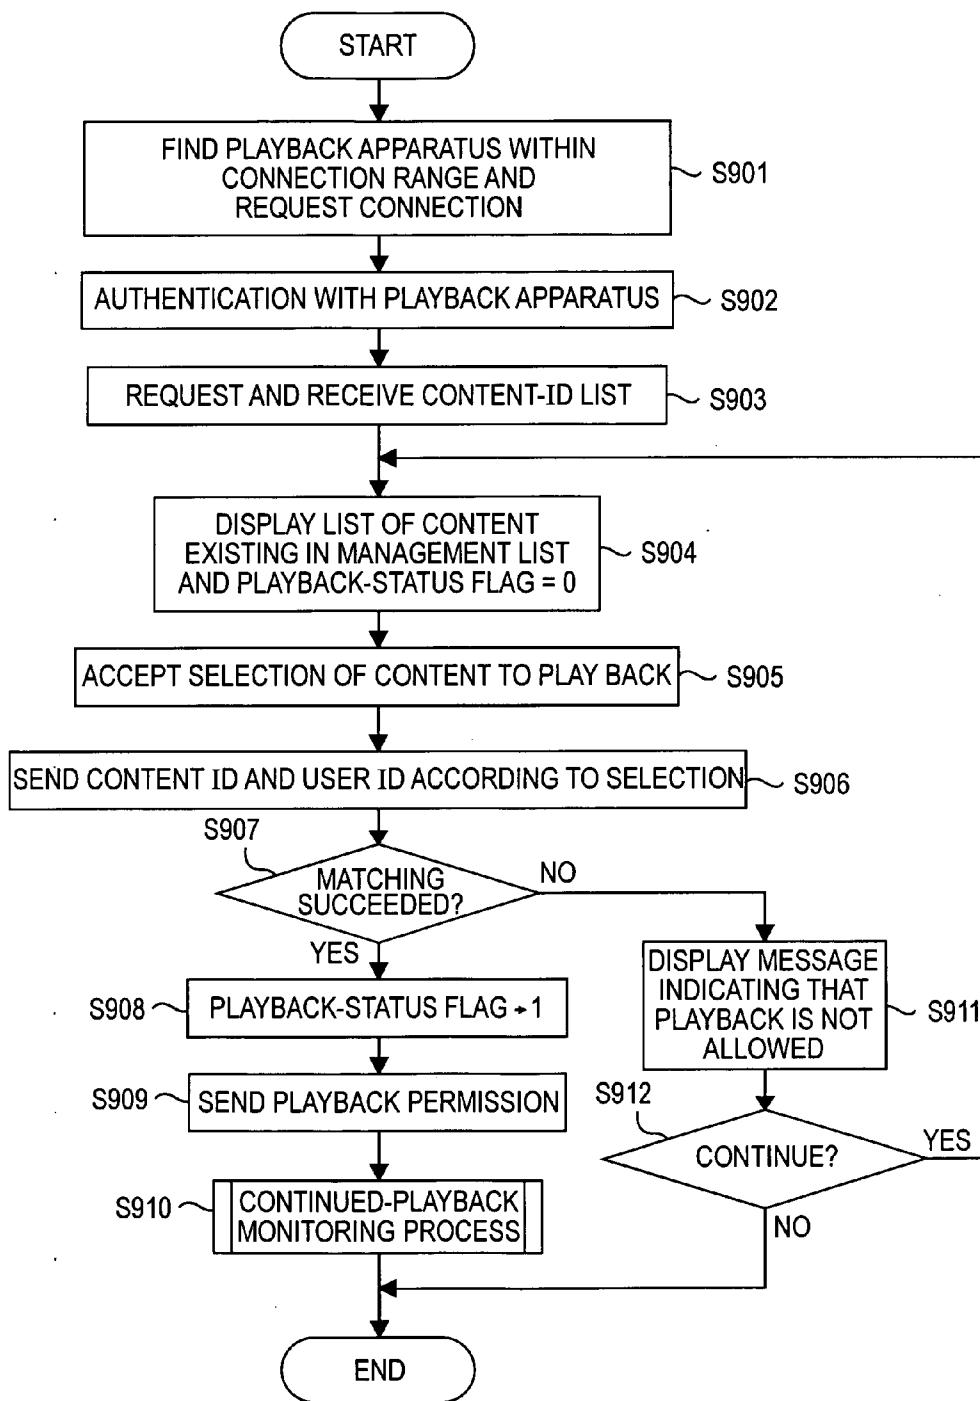 START
FIND PLAYBACK APPARATUS WITHIN
CONNECTION RANGE AND
REQUEST CONNECTION
S901
AUTHENTICATION WITH PLAYBACK APPARATUS
S902
REQUEST AND RECEIVE CONTENT-ID LIST
S903
DISPLAY LIST OF CONTENT
EXISTING IN MANAGEMENT LIST
AND PLAYBACK-STATUS FLAG = 0
S904
ACCEPT SELECTION OF CONTENT TO PLAY BACK
S905
SEND CONTENT ID AND USER ID ACCORDING TO SELECTION
S906
S907
MATCHING
SUCCEEDED?
NO
YES
S908
PLAYBACK-STATUS FLAG → 1
S909
SEND PLAYBACK PERMISSION
S910
CONTINUED-PLAYBACK
MONITORING PROCESS
DISPLAY MESSAGE
INDICATING THAT
PLAYBACK IS NOT
ALLOWED
S911
S912
CONTINUE?
YES
NO
END